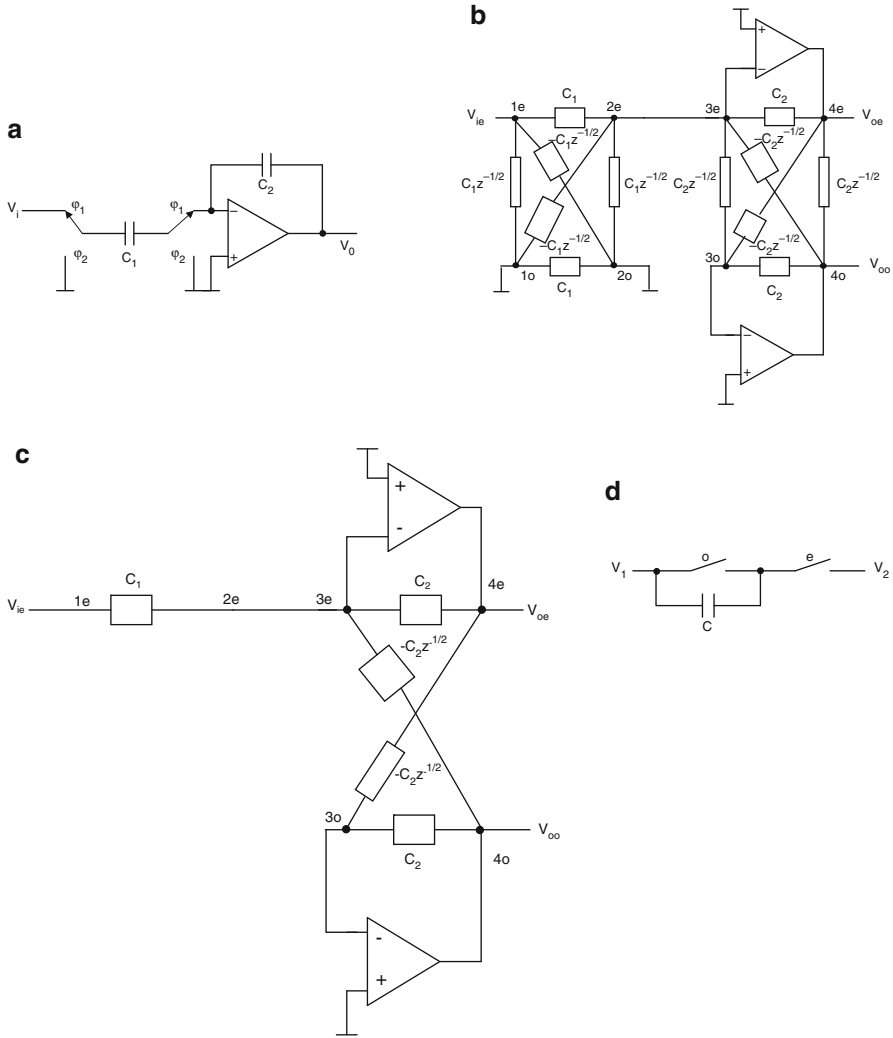 a
V_i
φ_1
φ_1
C_2
C_1
φ_2
φ_2
−
+
V_0
b
+
−
1e
C_1
2e
3e
C_2
4e
V_ie
V_oe
−C_1z^{−1/2}
−C_2z^{−1/2}
C_1z^{−1/2}
C_1z^{−1/2}
C_2z^{−1/2}
C_2z^{−1/2}
−C_1z^{−1/2}
−C_2z^{−1/2}
1o
C_1
2o
3o
C_2
4o
V_oo
−
+
c
+
-
V_ie
1e
C_1
2e
3e
C_2
4e
V_oe
-C_2z^{-1/2}
-C_2z^{-1/2}
3o
C_2
4o
V_oo
-
+
d
V_1
o
e
V_2
C